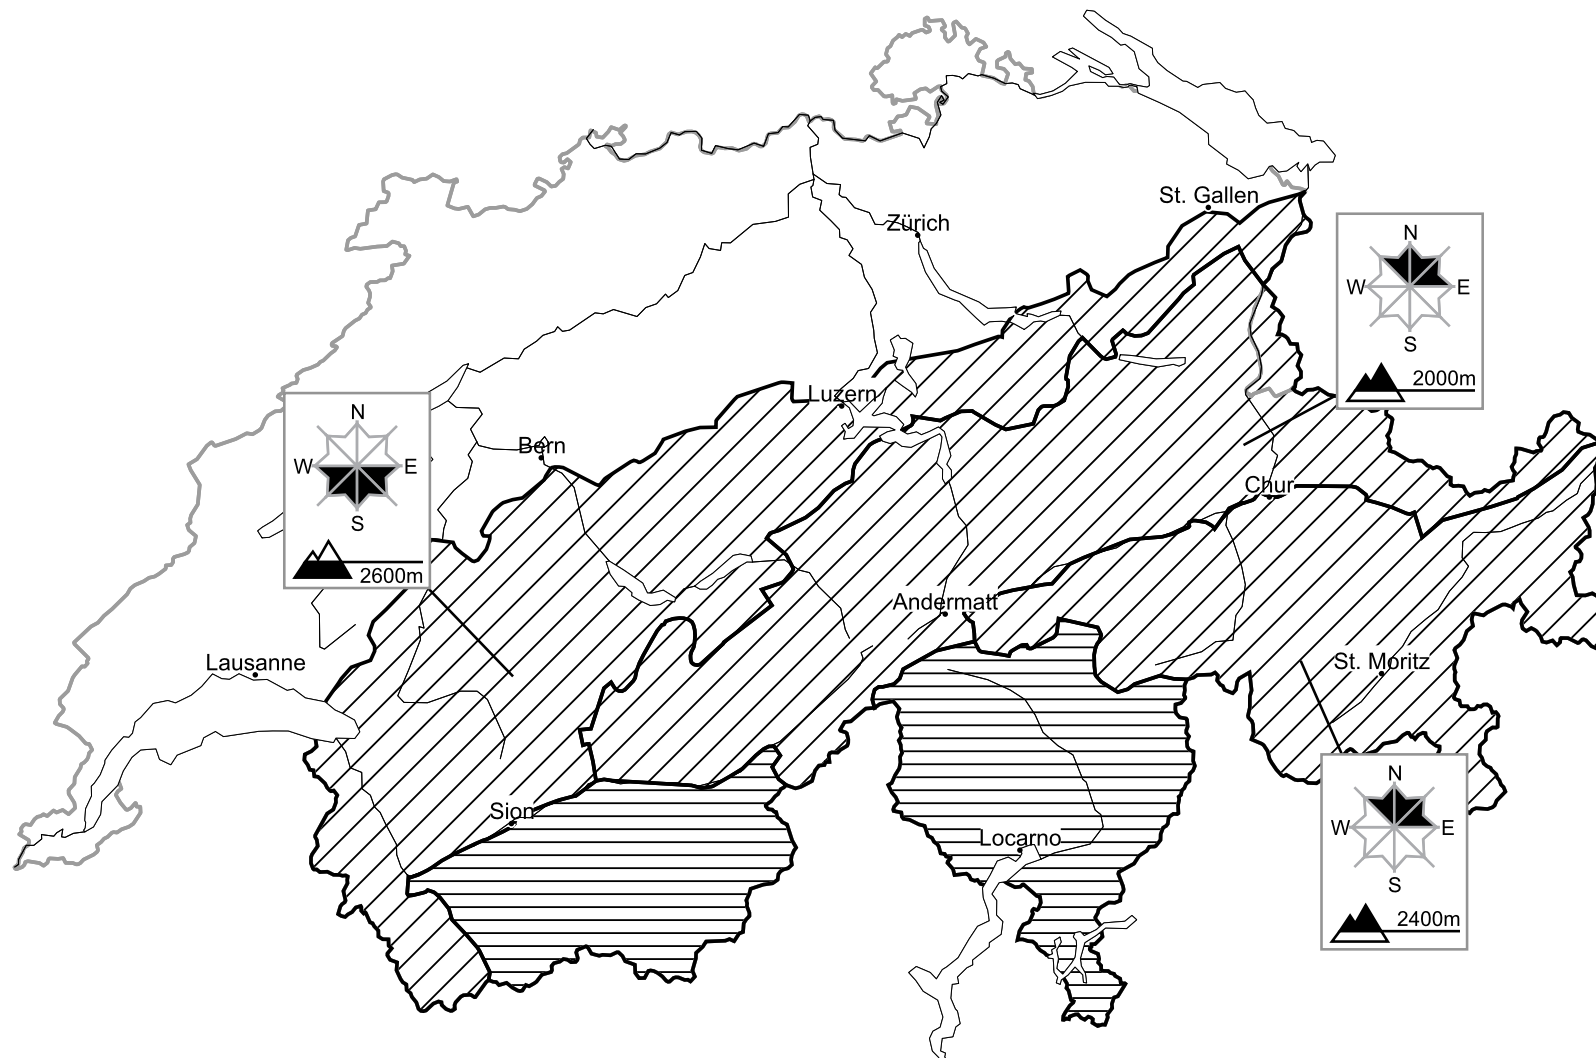 St. Gallen
Zürich
N
W E
S
2000m
Luzern
N
W E
S
2600m
Bern
Chur
Andermatt
Lausanne
St. Moritz
N
W E
S
2400m
Sion
Locarno